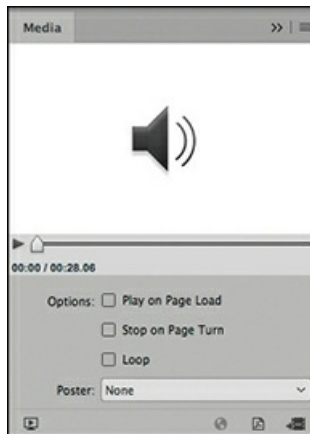 Media
00:00 / 00:28.06
Options: Play on Page Load
Stop on Page Turn
Loop
Poster: None